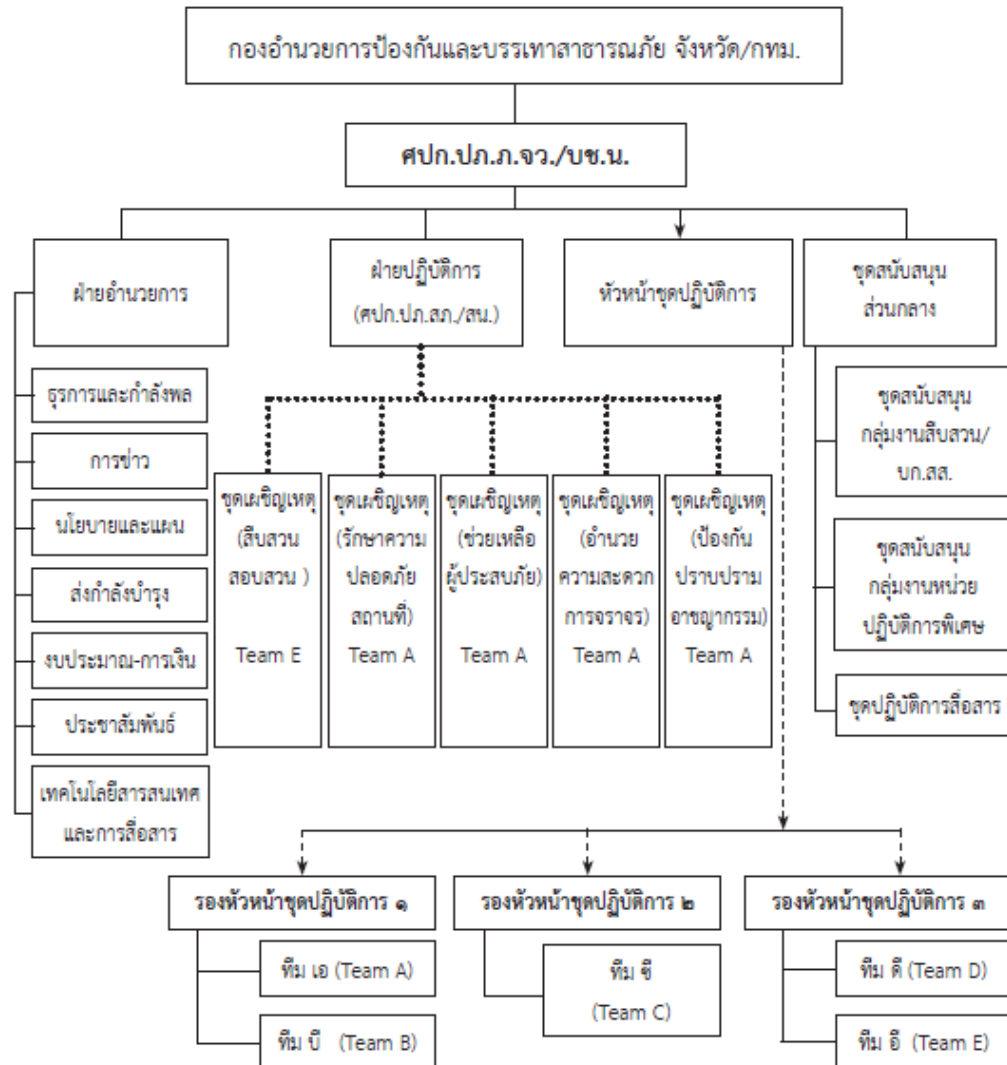 กองอำนวยการป้องกันและบรรเทาสาธารณภัย จังหวัด/กทม.
ศปก.ปภ.ภ.จว./บช.น.
ฝ่ายอำนวยการ
ธุรการและกำลังพล
การข่าว
นโยบายและแผน
ส่งกำลังบำรุง
งบประมาณ-การเงิน
ประชาสัมพันธ์
เทคโนโลยีสารสนเทศ
และการสื่อสาร
ฝ่ายปฏิบัติการ
(ศปก.ปภ.สภ./สน.)
ชุดเผชิญเหตุ
(สืบสวน
สอบสวน )
Team E
ชุดเผชิญเหตุ
(รักษาความ
ปลอดภัย
สถานที่)
Team A
ชุดเผชิญเหตุ
(ช่วยเหลือ
ผู้ประสบภัย)
Team A
ชุดเผชิญเหตุ
(อำนวย
ความสะดวก
การจราจร)
Team A
ชุดเผชิญเหตุ
(ป้องกัน
ปราบปราม
อาชญากรรม)
Team A
หัวหน้าชุดปฏิบัติการ
ชุดสนับสนุน
ส่วนกลาง
ชุดสนับสนุน
กลุ่มงานสืบสวน/
บก.สส.
ชุดสนับสนุน
กลุ่มงานหน่วย
ปฏิบัติการพิเศษ
ชุดปฏิบัติการสื่อสาร
รองหัวหน้าชุดปฏิบัติการ ๑
ทีม เอ (Team A)
ทีม บี (Team B)
รองหัวหน้าชุดปฏิบัติการ ๒
ทีม ซี
(Team C)
รองหัวหน้าชุดปฏิบัติการ ๓
ทีม ดี (Team D)
ทีม อี (Team E)